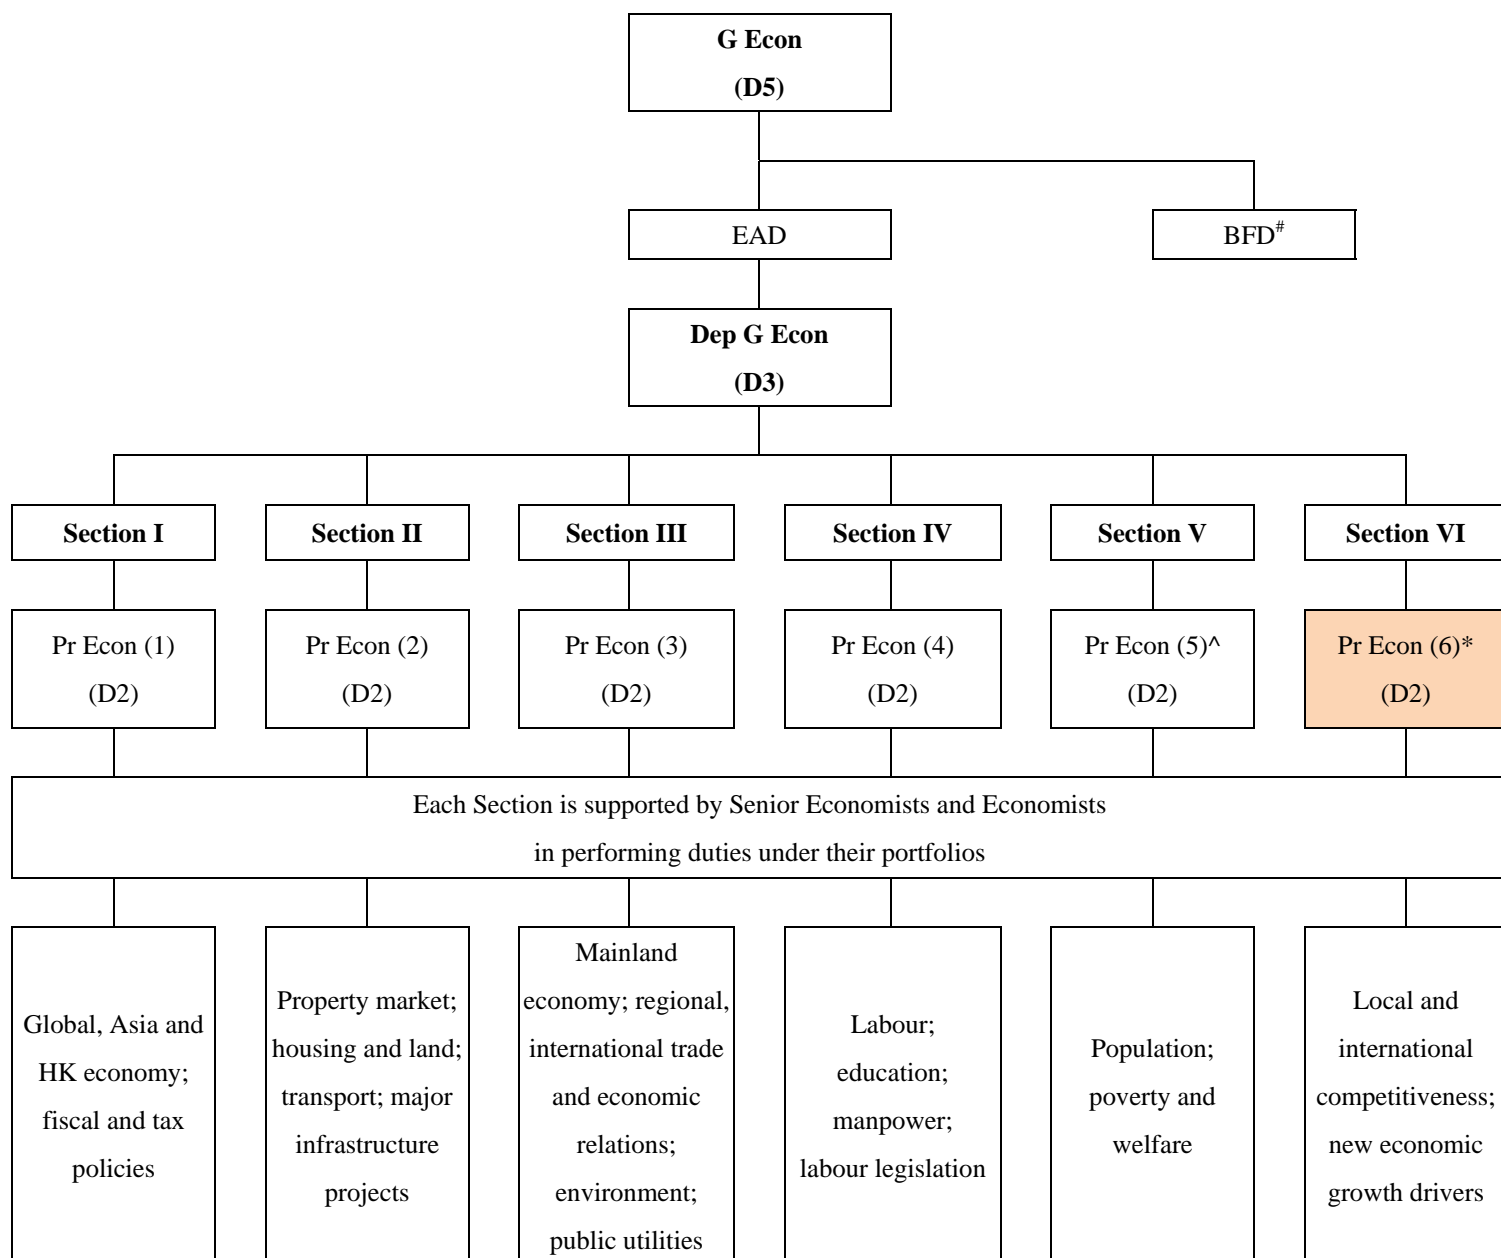 G Econ
(D5)
EAD
BFD#
Dep G Econ
(D3)
Section I
Section II
Section III
Section IV
Section V
Section VI
Pr Econ (1)
(D2)
Pr Econ (2)
(D2)
Pr Econ (3)
(D2)
Pr Econ (4)
(D2)
Pr Econ (5)^
(D2)
Pr Econ (6)*
(D2)
Each Section is supported by Senior Economists and Economists
in performing duties under their portfolios
Global, Asia and
HK economy;
fiscal and tax
policies
Property market;
housing and land;
transport; major
infrastructure
projects
Mainland
economy; regional,
international trade
and economic
relations;
environment;
public utilities
Labour;
education;
manpower;
labour legislation
Population;
poverty and
welfare
Local and
international
competitiveness;
new economic
growth drivers